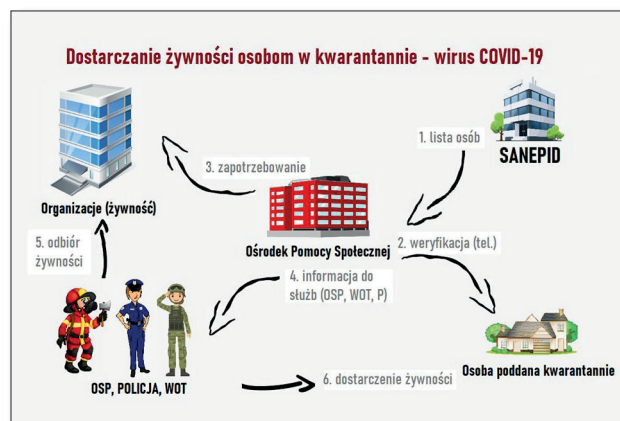 Dostarczanie żywności osobom w kwarantannie - wirus COVID-19
1. lista osób
SANEPID
3. zapotrzebowanie
Organizacje (żywność)
Ośrodek Pomocy Społecznej
2. weryfikacja (tel.)
5. odbiór
żywności
4. informacja do
służb (OSP, WOT, P)
Osoba poddana kwarantannie
OSP, POLICJA, WOT
6. dostarczenie żywności